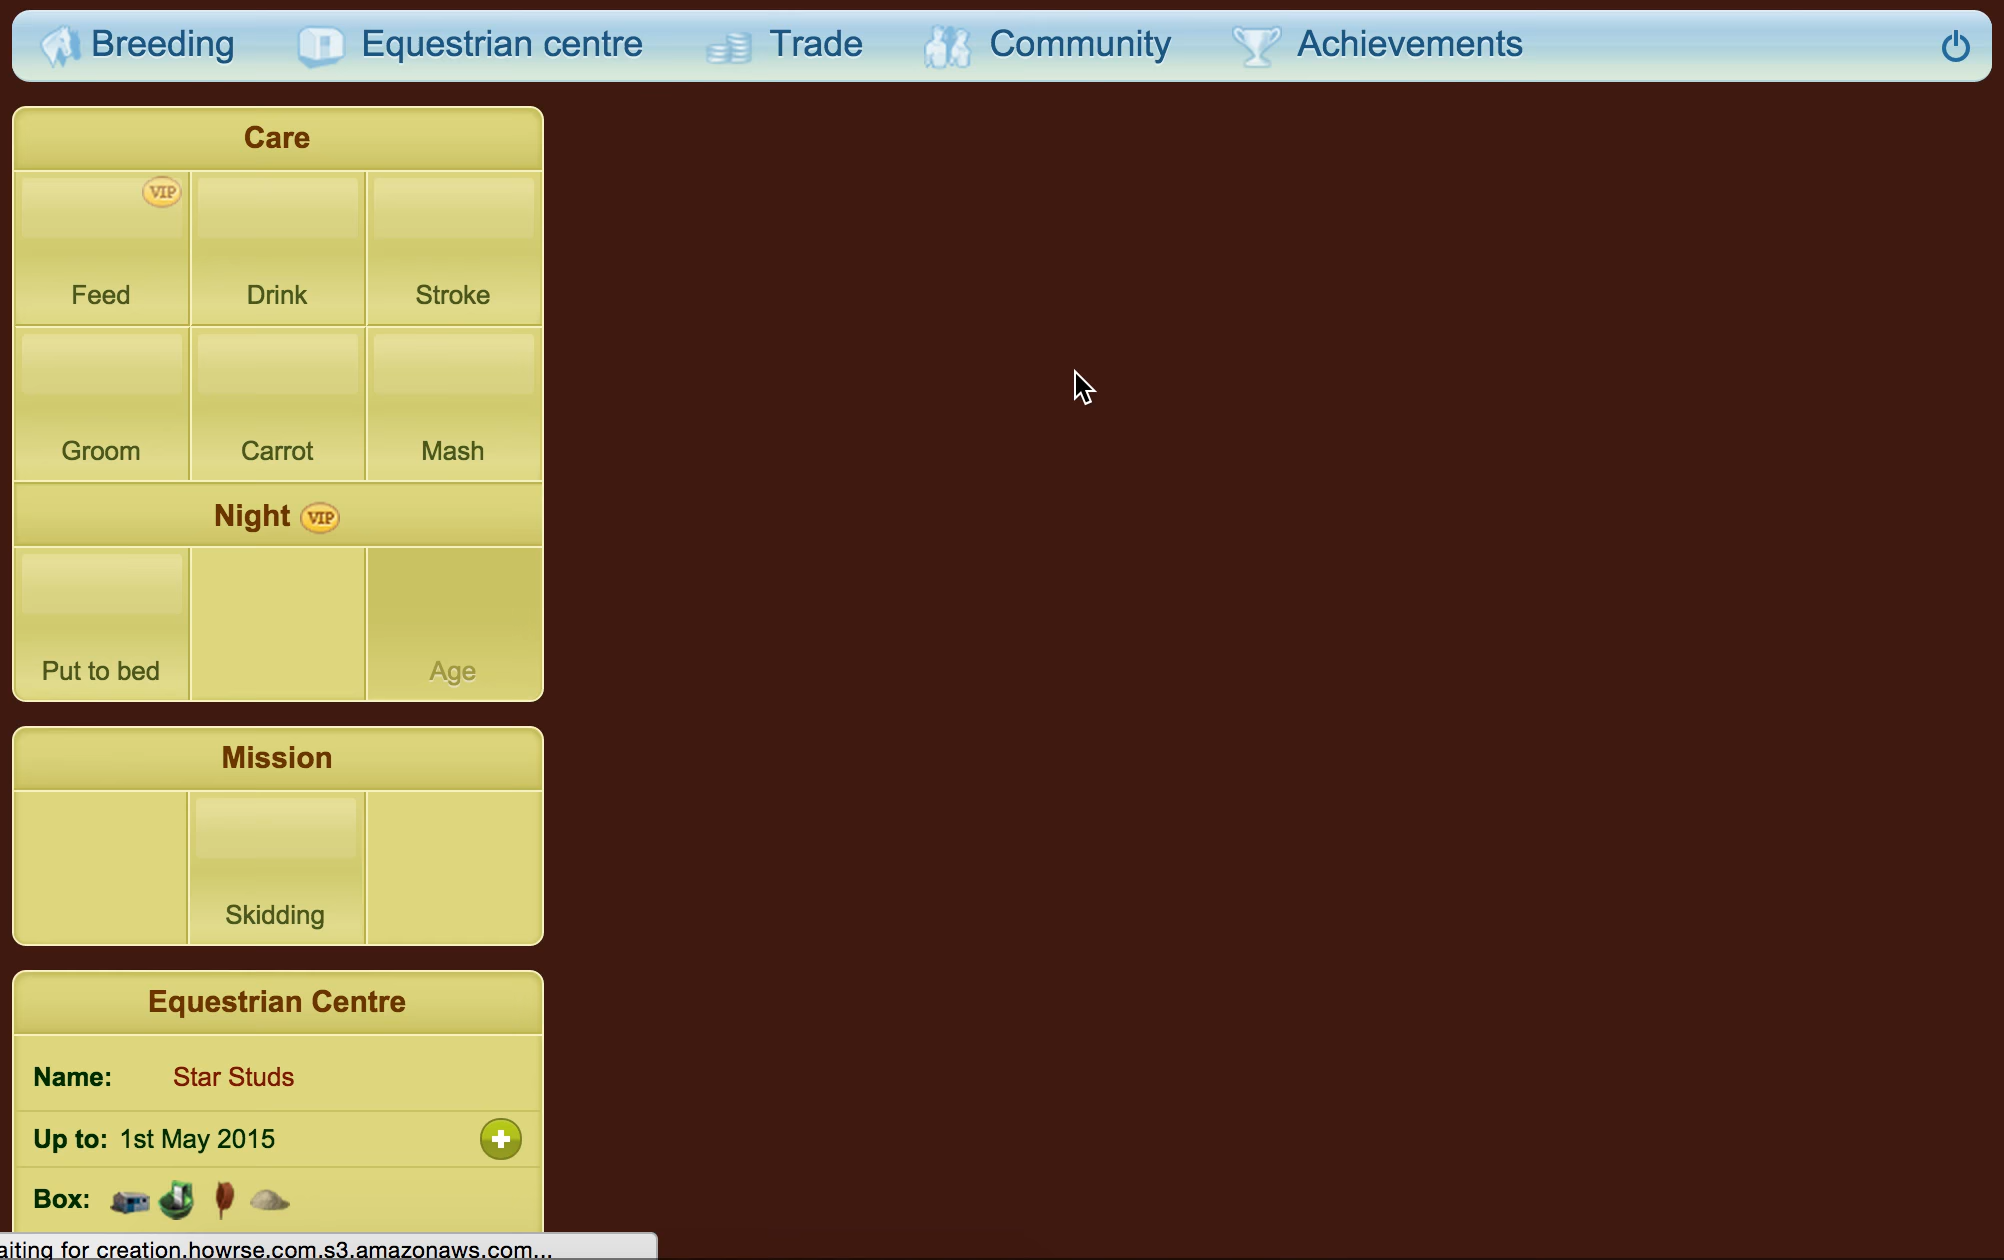 Breeding Equestrian centre Trade Community Achievements
Care
VIP
Feed Drink Stroke
Groom Carrot Mash
Night VIP
Put to bed Age
Mission
Skidding
Equestrian Centre
Name: Star Studs
Up to: 1st May 2015
Box:
aiting for creation.howrse.com.s3.amazonaws.com...